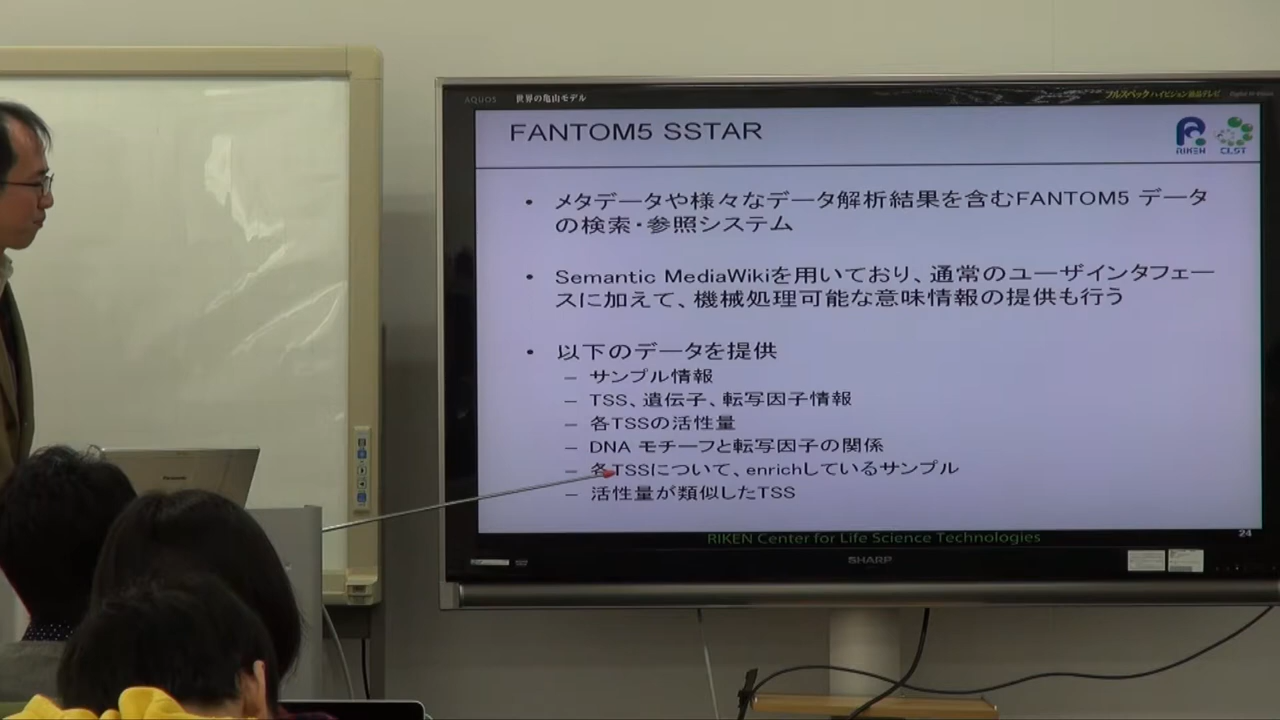 AQUOS 世界の亀山モデル フルスペックハイビジョン液晶テレビ
FANTOM5 SSTAR
RIKEN CLST
• メタデータや様々なデータ解析結果を含むFANTOM5 データ
の検索・参照システム
• Semantic MediaWikiを用いており、通常のユーザインタフェー
スに加えて、機械処理可能な意味情報の提供も行う
• 以下のデータを提供
– サンプル情報
– TSS、遺伝子、転写因子情報
– 各TSSの活性量
– DNA モチーフと転写因子の関係
– 各TSSについて、enrichしているサンプル
– 活性量が類似したTSS
24
RIKEN Center for Life Science Technologies
SHARP
Panasonic